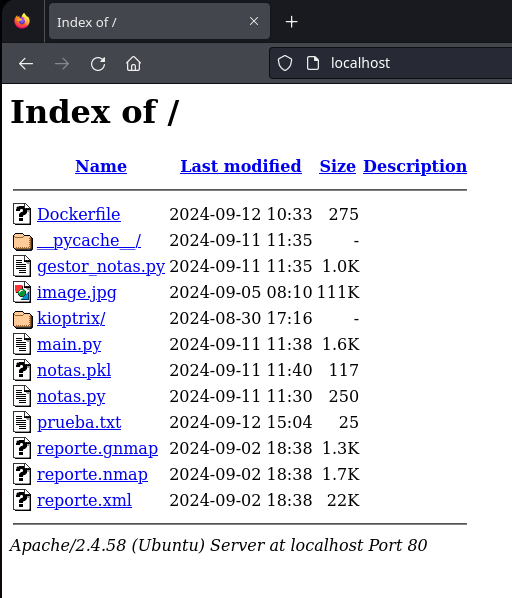 Index of /
localhost
Index of /
Name Last modified Size Description
Dockerfile 2024-09-12 10:33 275
__pycache__/ 2024-09-11 11:35 -
gestor_notas.py 2024-09-11 11:35 1.0K
image.jpg 2024-09-05 08:10 111K
kioptrix/ 2024-08-30 17:16 -
main.py 2024-09-11 11:38 1.6K
notas.pkl 2024-09-11 11:40 117
notas.py 2024-09-11 11:30 250
prueba.txt 2024-09-12 15:04 25
reporte.gnmap 2024-09-02 18:38 1.3K
reporte.nmap 2024-09-02 18:38 1.7K
reporte.xml 2024-09-02 18:38 22K
Apache/2.4.58 (Ubuntu) Server at localhost Port 80